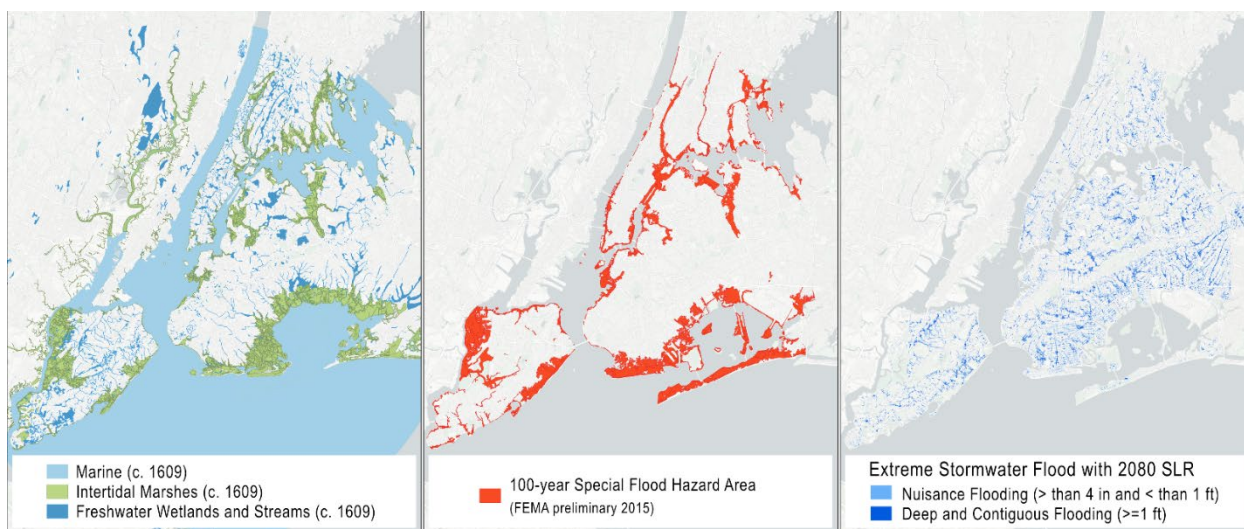 Marine (c. 1609)
Intertidal Marshes (c. 1609)
Freshwater Wetlands and Streams (c. 1609)
100-year Special Flood Hazard Area
(FEMA preliminary 2015)
Extreme Stormwater Flood with 2080 SLR
Nuisance Flooding (> than 4 in and < than 1 ft)
Deep and Contiguous Flooding (>=1 ft)